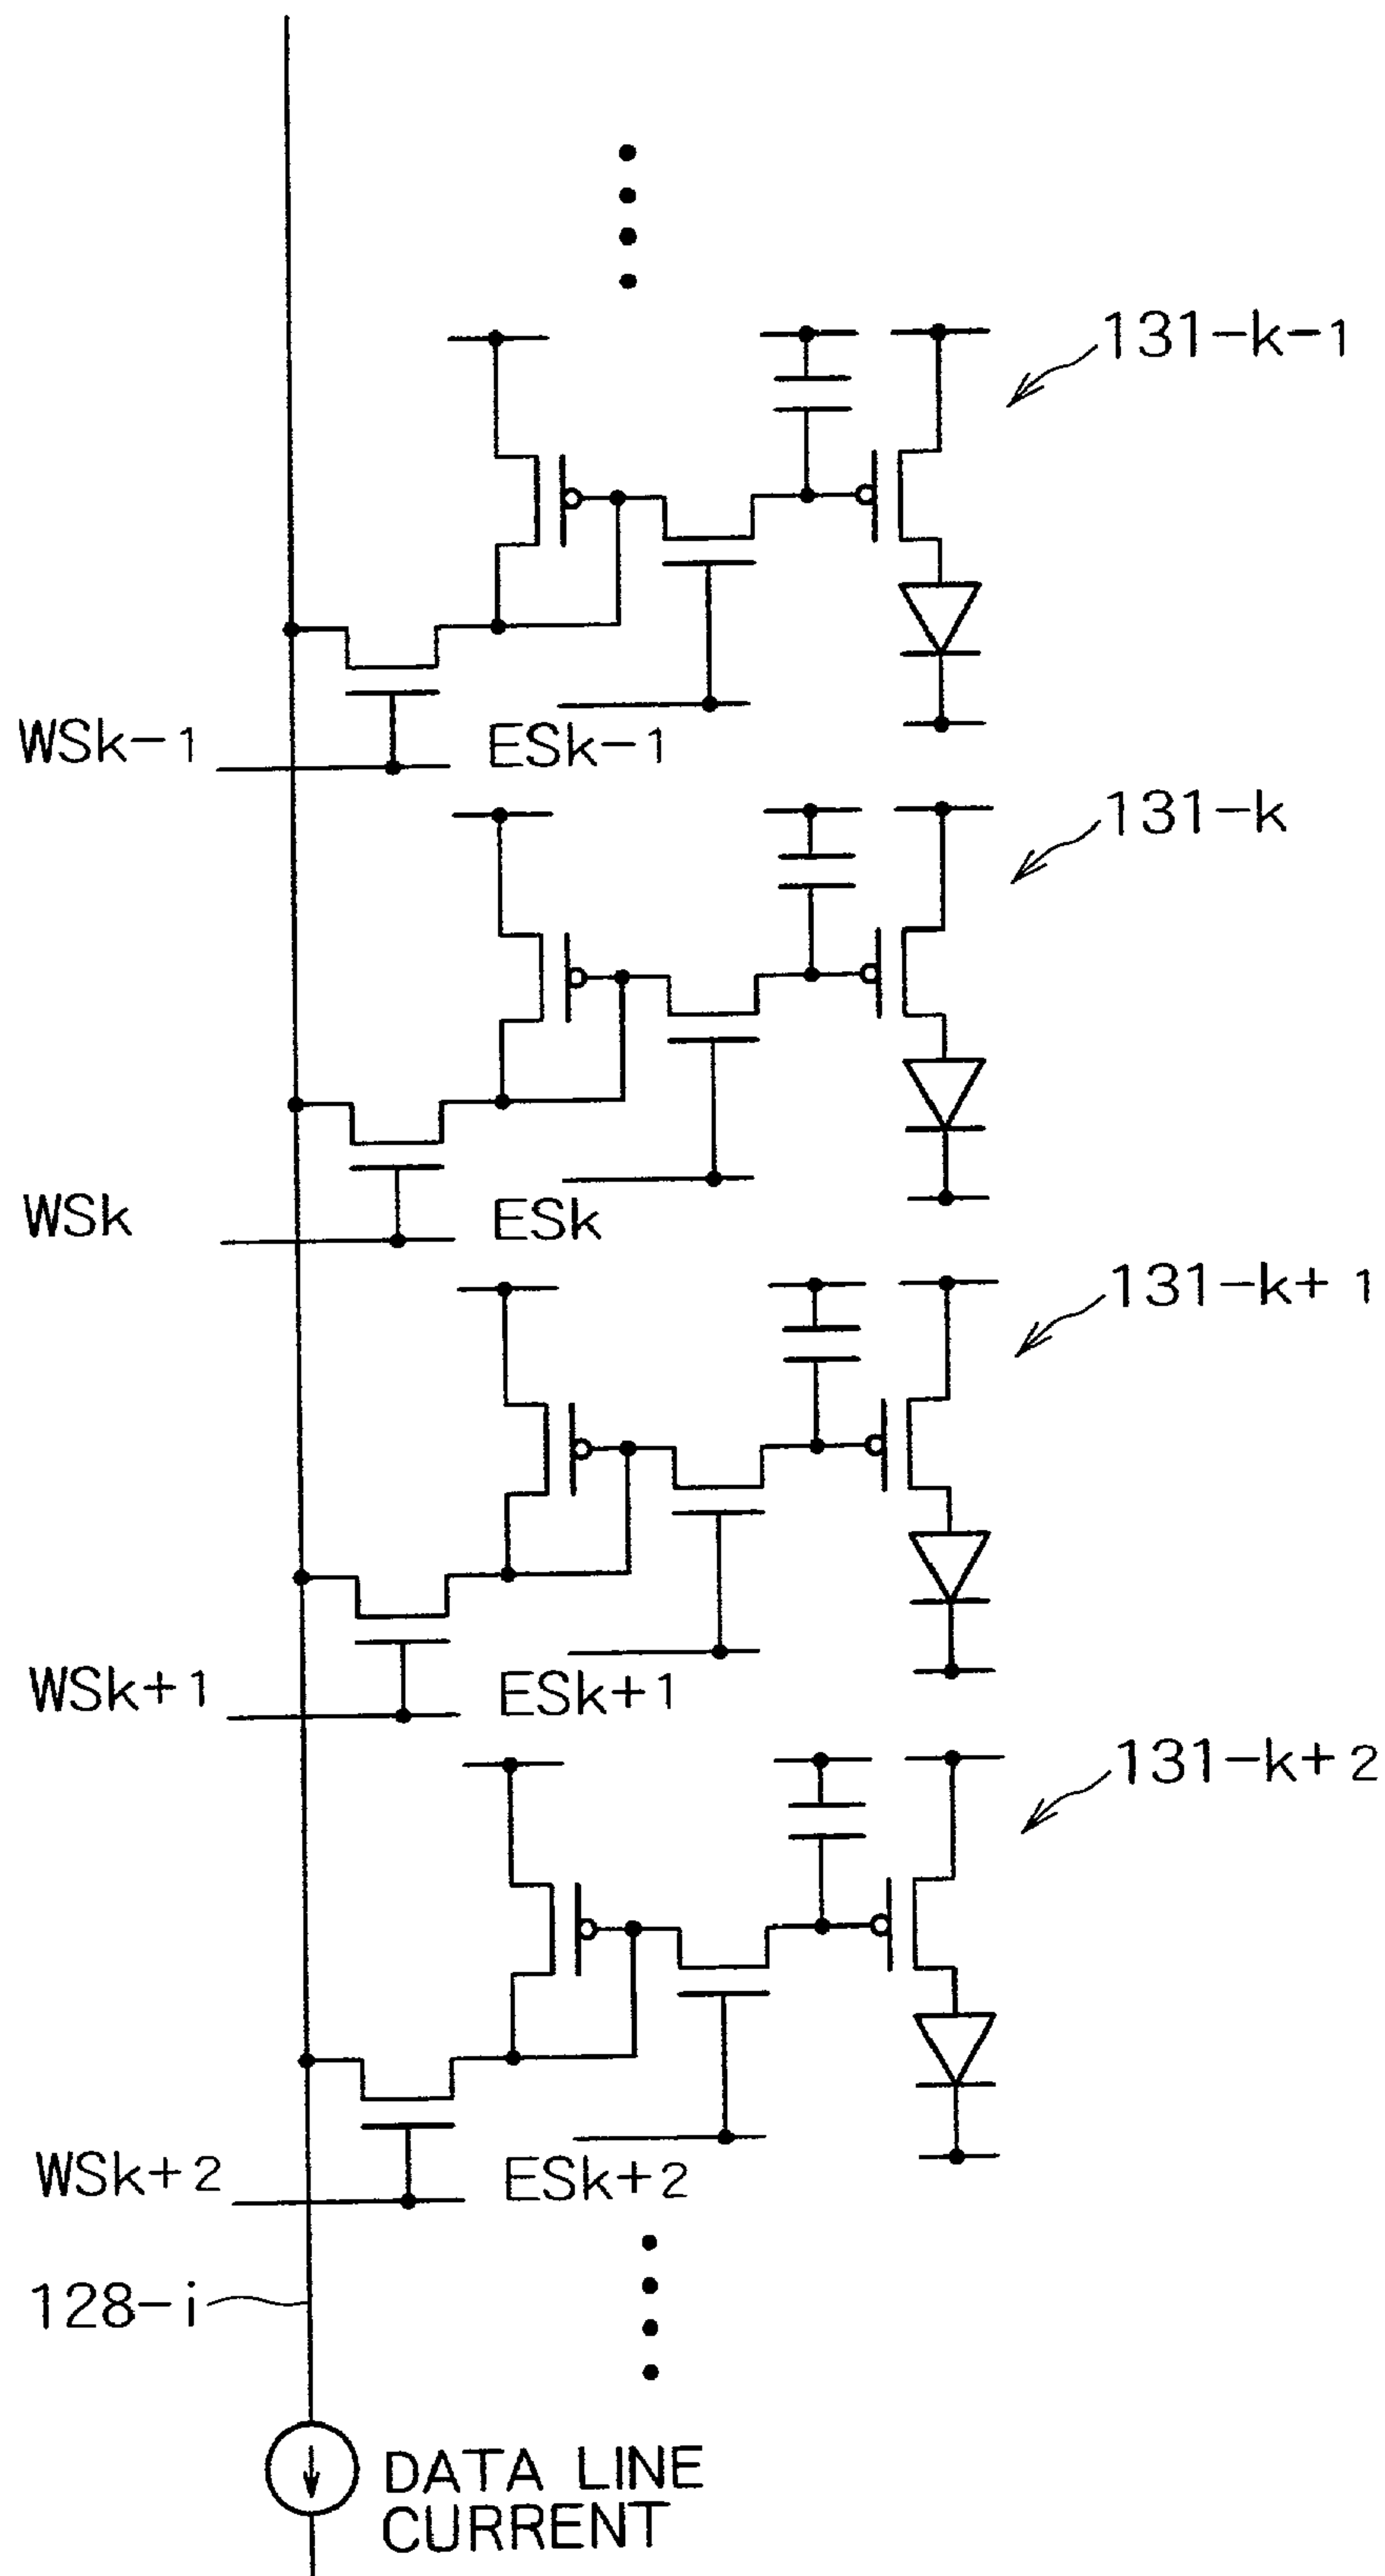 131-k-1
WSk-1
ESk-1
131-k
WSk
ESk
131-k+1
WSk+1
ESk+1
131-k+2
WSk+2
ESk+2
128-i
DATA LINE
CURRENT